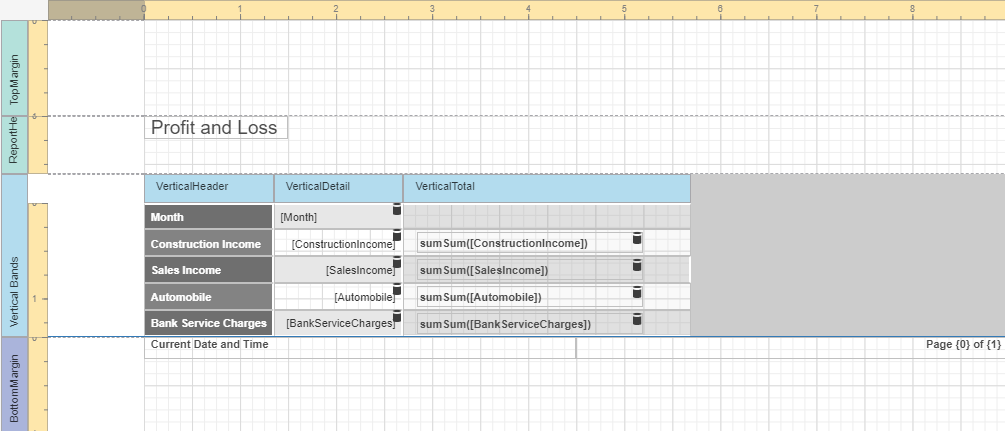 0 1 2 3 4 5 6 7 8
TopMargin
ReportHe
Profit and Loss
Vertical Bands
VerticalHeader VerticalDetail VerticalTotal
0
Month [Month]
Construction Income [ConstructionIncome] sumSum([ConstructionIncome])
Sales Income [SalesIncome] sumSum([SalesIncome])
1
Automobile [Automobile] sumSum([Automobile])
Bank Service Charges [BankServiceCharges] sumSum([BankServiceCharges])
BottomMargin
Current Date and Time Page {0} of {1}